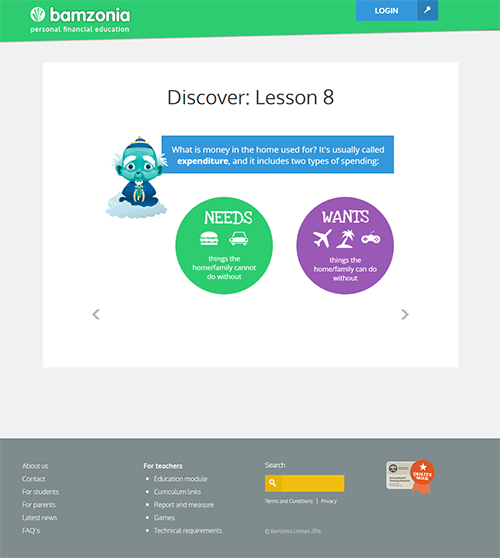 bamzonia
personal financial education
LOGIN
Discover: Lesson 8
What is money in the home used for? It's usually called
expenditure, and it includes two types of spending:
NEEDS
things the
home/family cannot
do without
WANTS
things the
home/family can do
without
About us
Contact
For students
For parents
Latest news
FAQ's
For teachers
Education module
Curriculum links
Report and measure
Games
Technical requirements
Search
Terms and Conditions | Privacy
© Bamzonia Limited 2016
QUALITY
MARK